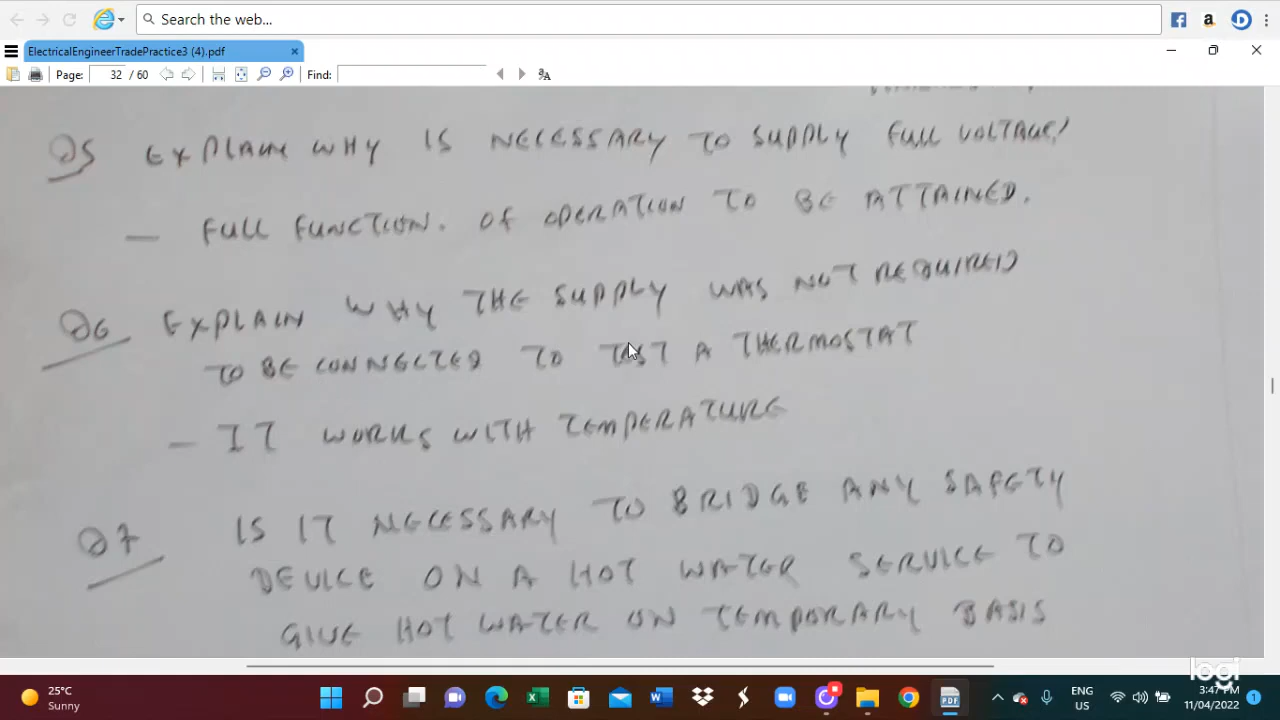 Search the web...
ElectricalEngineerTradePractice3 (4).pdf
Page: 32 / 60 Find:
Q5 EXPLAIN WHY IS NECESSARY TO SUPPLY FULL VOLTAGE/
— FULL FUNCTION. OF OPERATION TO BE ATTAINED.
Q6 EXPLAIN WHY THE SUPPLY WAS NOT REQUIRED
TO BE CONNECTED TO TEST A THERMOSTAT
— IT WORKS WITH TEMPERATURE
Q7 IS IT NECESSARY TO BRIDGE ANY SAFETY
DEVICE ON A HOT WATER SERVICE TO
GIVE HOT WATER ON TEMPORARY BASIS
25°C
Sunny
ENG
US
3:47 PM
11/04/2022
1